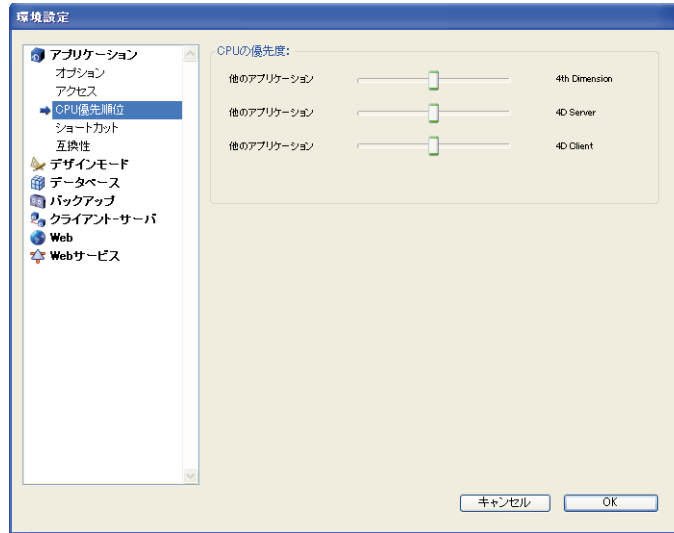 環境設定
アプリケーション
オプション
アクセス
CPU優先順位
ショートカット
互換性
デザインモード
データベース
バックアップ
クライアント-サーバ
Web
Webサービス
CPUの優先度:
他のアプリケーション 4th Dimension
他のアプリケーション 4D Server
他のアプリケーション 4D Client
キャンセル OK